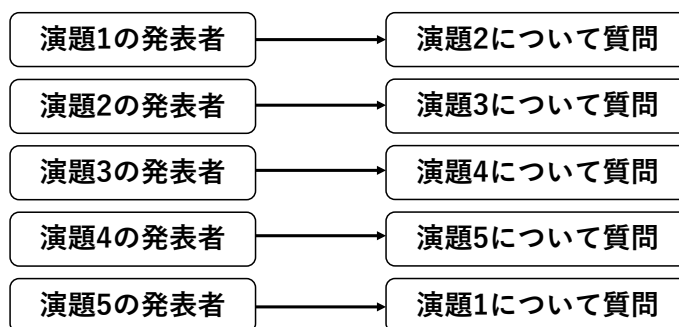 演題1の発表者
演題2について質問
演題2の発表者
演題3について質問
演題3の発表者
演題4について質問
演題4の発表者
演題5について質問
演題5の発表者
演題1について質問